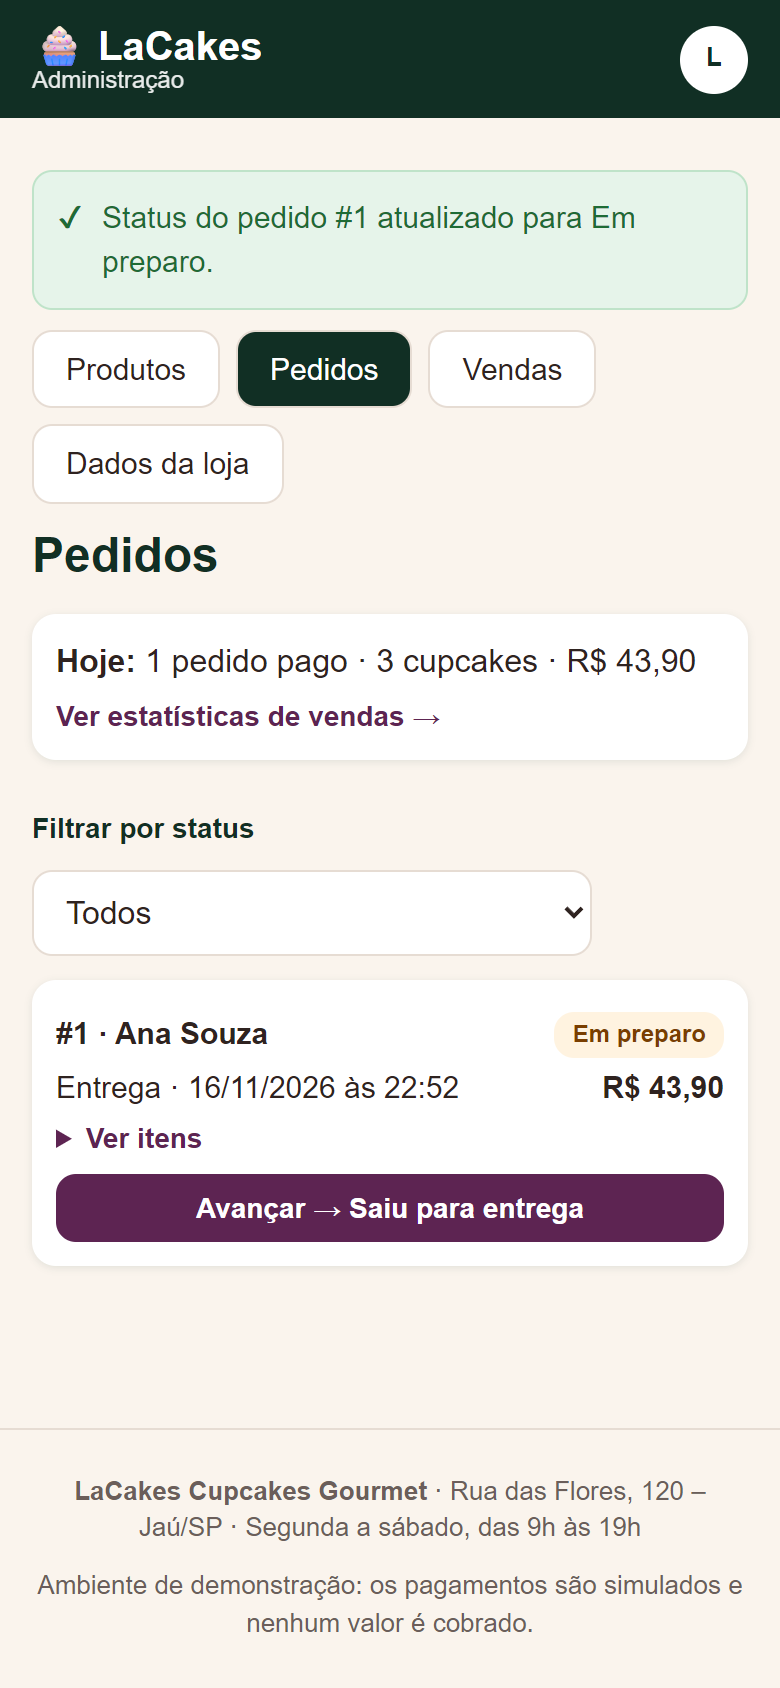 🧁 LaCakes
Administração
L
✓ Status do pedido #1 atualizado para Em
preparo.
Produtos
Pedidos
Vendas
Dados da loja
Pedidos
Hoje: 1 pedido pago · 3 cupcakes · R$ 43,90
Ver estatísticas de vendas →
Filtrar por status
Todos
#1 · Ana Souza
Em preparo
Entrega · 16/11/2026 às 22:52
R$ 43,90
▶ Ver itens
Avançar → Saiu para entrega
LaCakes Cupcakes Gourmet · Rua das Flores, 120 –
Jaú/SP · Segunda a sábado, das 9h às 19h
Ambiente de demonstração: os pagamentos são simulados e
nenhum valor é cobrado.